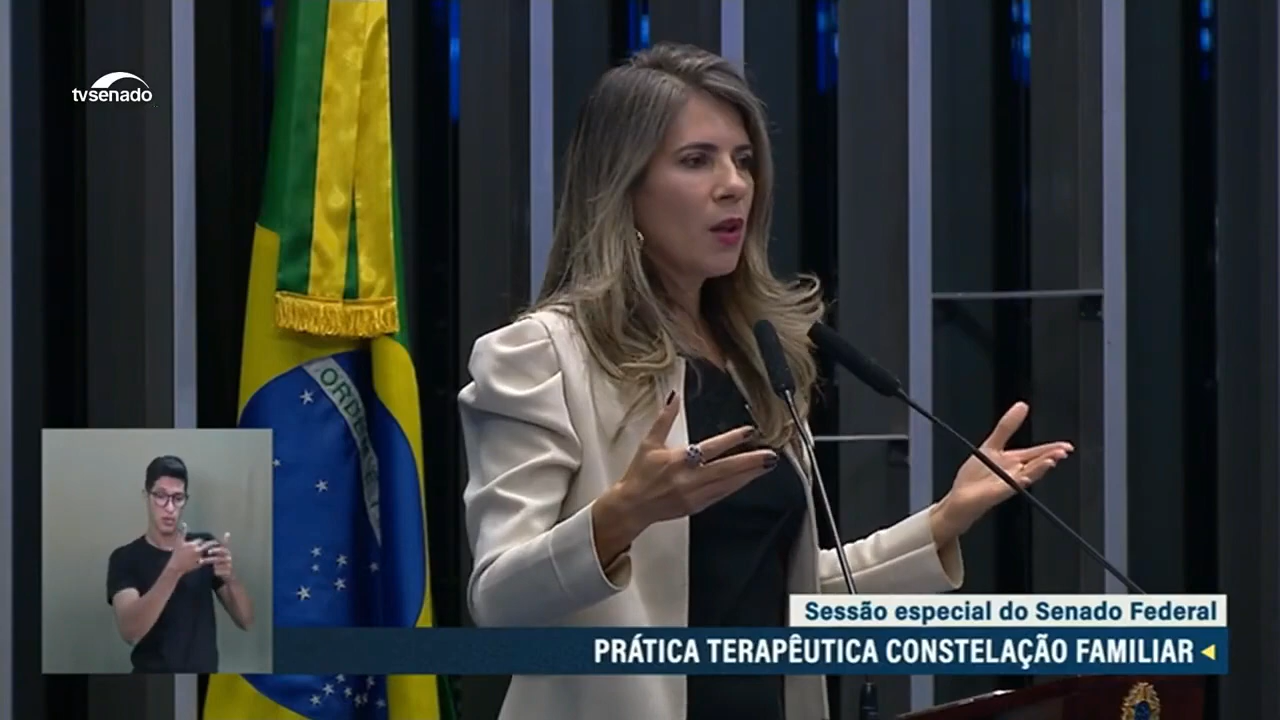 tvsenado
ORDEM E
Sessão especial do Senado Federal
PRÁTICA TERAPÊUTICA CONSTELAÇÃO FAMILIAR